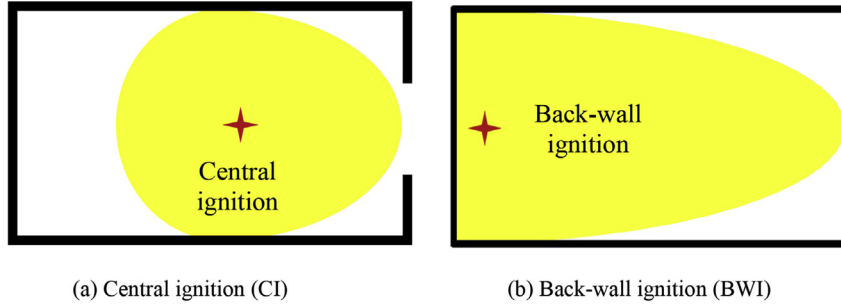 Central
ignition
Back-wall
ignition
(a) Central ignition (CI)
(b) Back-wall ignition (BWI)